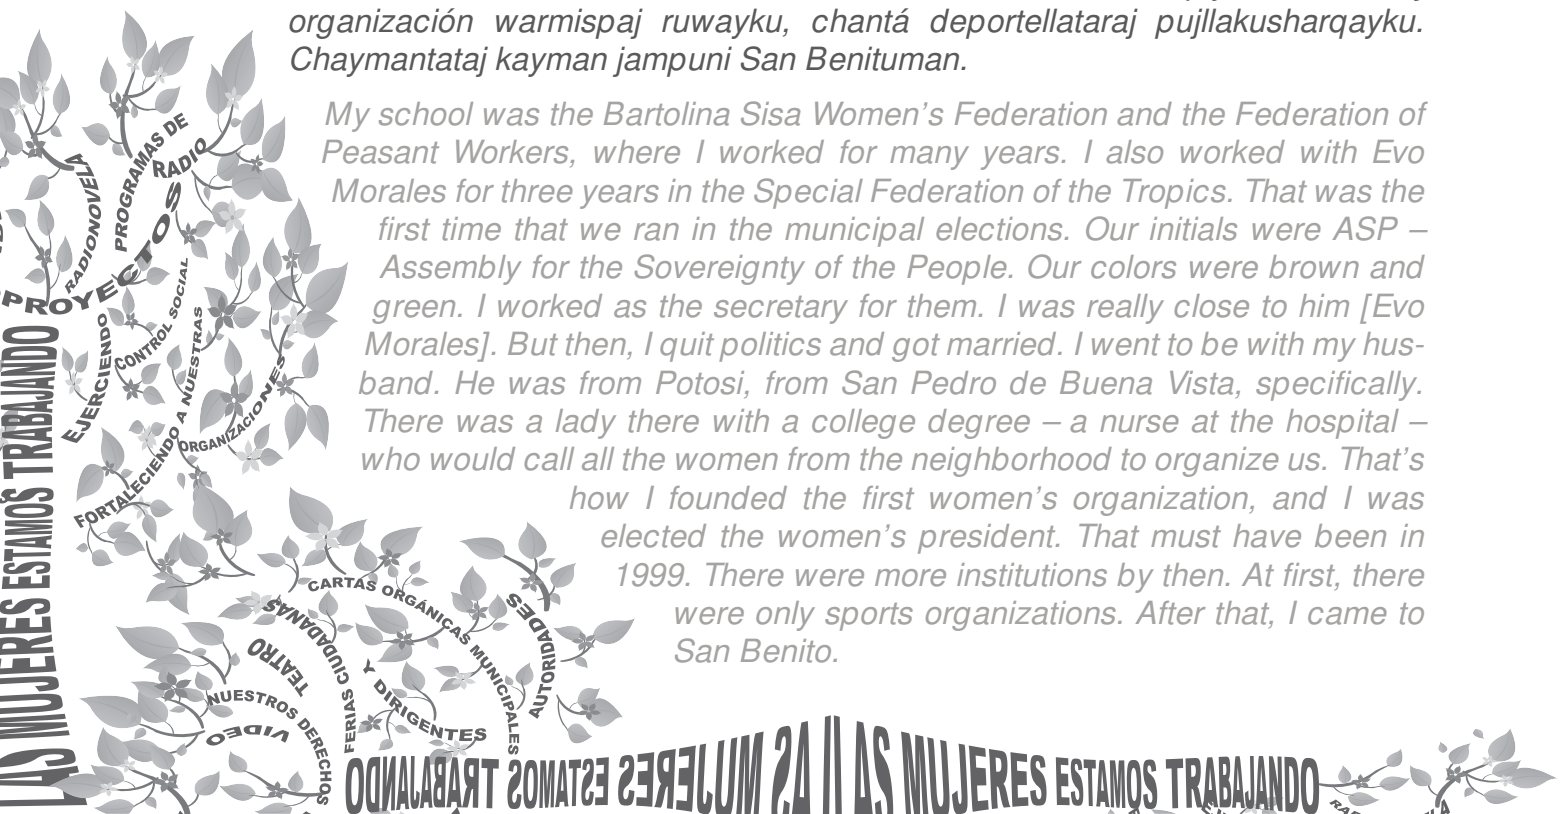 organización warmispaj ruwayku, chantá deportellataraj pujllakusharqayku.
Chaymantataj kayman jampuni San Benituman.
My school was the Bartolina Sisa Women’s Federation and the Federation of
Peasant Workers, where I worked for many years. I also worked with Evo
Morales for three years in the Special Federation of the Tropics. That was the
first time that we ran in the municipal elections. Our initials were ASP –
Assembly for the Sovereignty of the People. Our colors were brown and
green. I worked as the secretary for them. I was really close to him [Evo
Morales]. But then, I quit politics and got married. I went to be with my hus-
band. He was from Potosi, from San Pedro de Buena Vista, specifically.
There was a lady there with a college degree – a nurse at the hospital –
who would call all the women from the neighborhood to organize us. That’s
how I founded the first women’s organization, and I was
elected the women’s president. That must have been in
1999. There were more institutions by then. At first, there
were only sports organizations. After that, I came to
San Benito.
PROGRAMAS DE
RADIO
RADIONOVELA
PROYECTOS
CONTROL SOCIAL
EJERCIENDO
FORTALECIENDO A NUESTRAS
ORGANIZACIONES
LAS MUJERES ESTAMOS TRABAJANDO
CARTAS ORGÁNICAS MUNICIPALES
AUTORIDADES
Y DIRIGENTES
FERIAS CIUDADANAS
TEATRO
NUESTROS DERECHOS
VIDEO
LAS MUJERES ESTAMOS TRABAJANDO
LAS MUJERES ESTAMOS TRABAJANDO